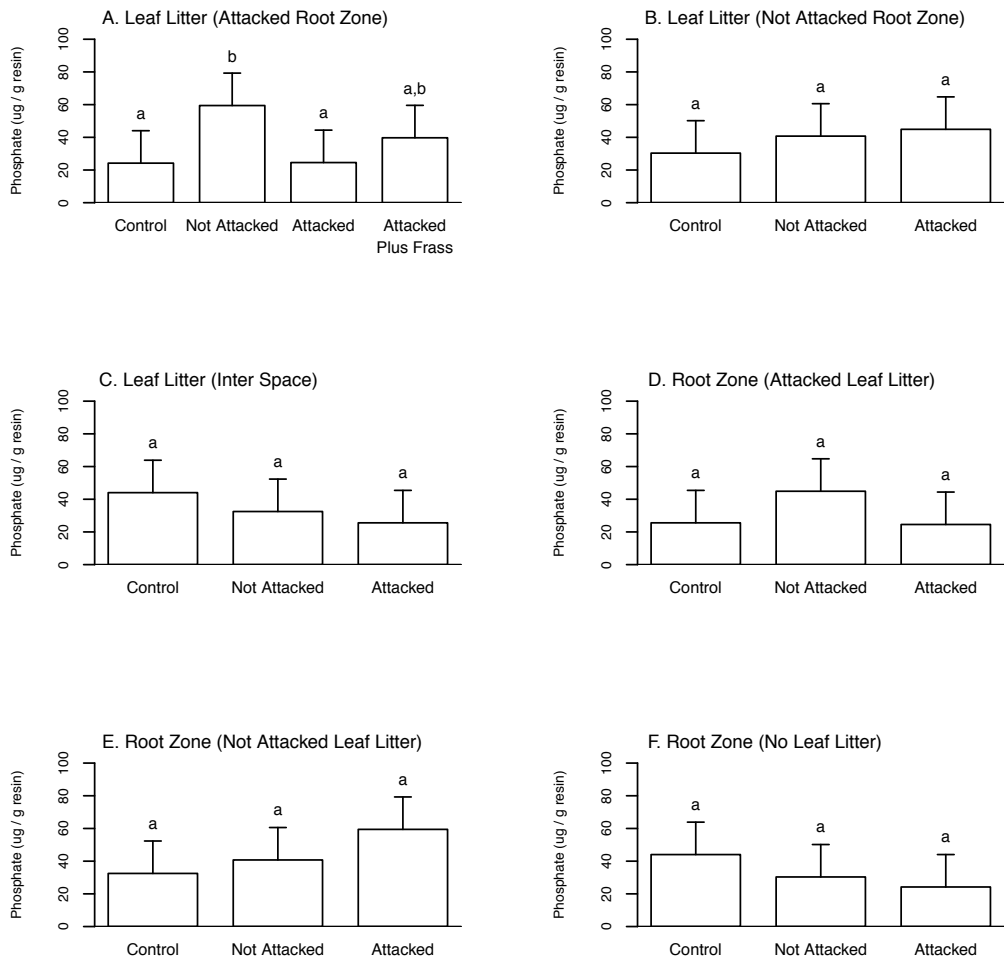 A. Leaf Litter (Attacked Root Zone)
Phosphate (ug / g resin)
0 20 40 60 80 100
a b a a,b
Control Not Attacked Attacked Attacked
Plus Frass
B. Leaf Litter (Not Attacked Root Zone)
Phosphate (ug / g resin)
0 20 40 60 80 100
a a a
Control Not Attacked Attacked
C. Leaf Litter (Inter Space)
Phosphate (ug / g resin)
0 20 40 60 80 100
a a a
Control Not Attacked Attacked
D. Root Zone (Attacked Leaf Litter)
Phosphate (ug / g resin)
0 20 40 60 80 100
a a a
Control Not Attacked Attacked
E. Root Zone (Not Attacked Leaf Litter)
Phosphate (ug / g resin)
0 20 40 60 80 100
a a a
Control Not Attacked Attacked
F. Root Zone (No Leaf Litter)
Phosphate (ug / g resin)
0 20 40 60 80 100
a a a
Control Not Attacked Attacked